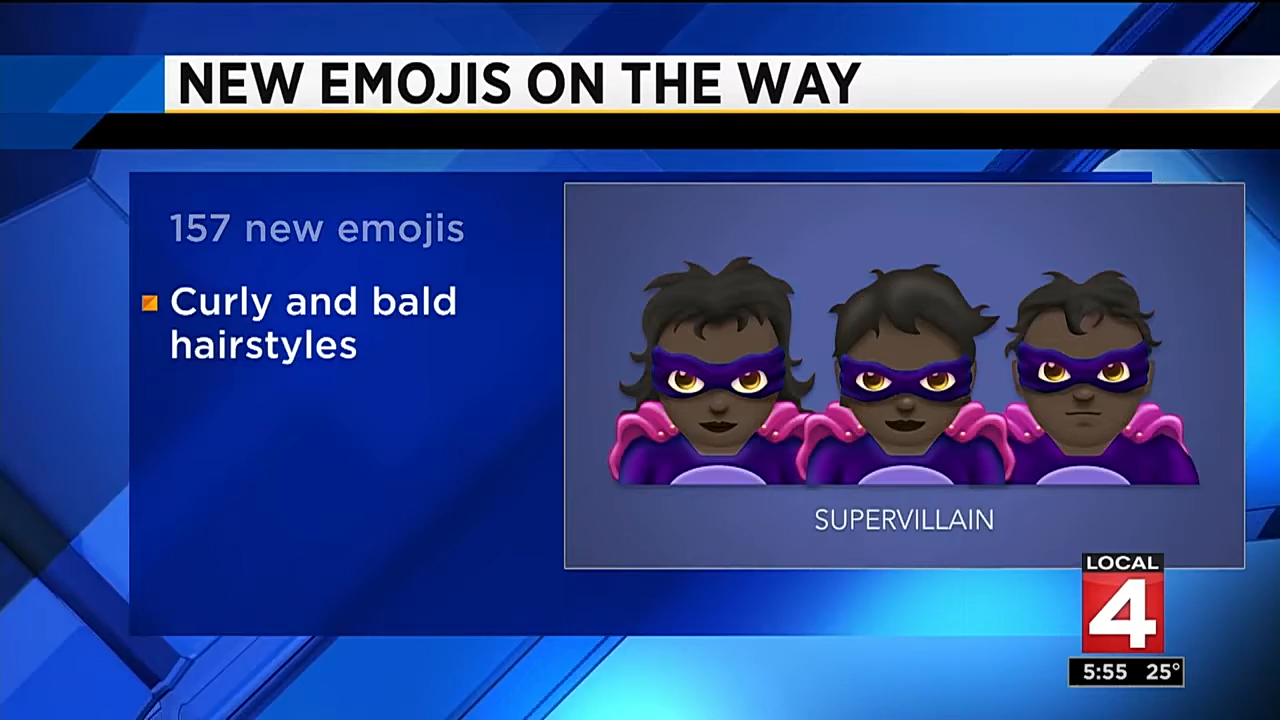 NEW EMOJIS ON THE WAY
157 new emojis
Curly and bald
hairstyles
SUPERVILLAIN
LOCAL
4
5:55 25°